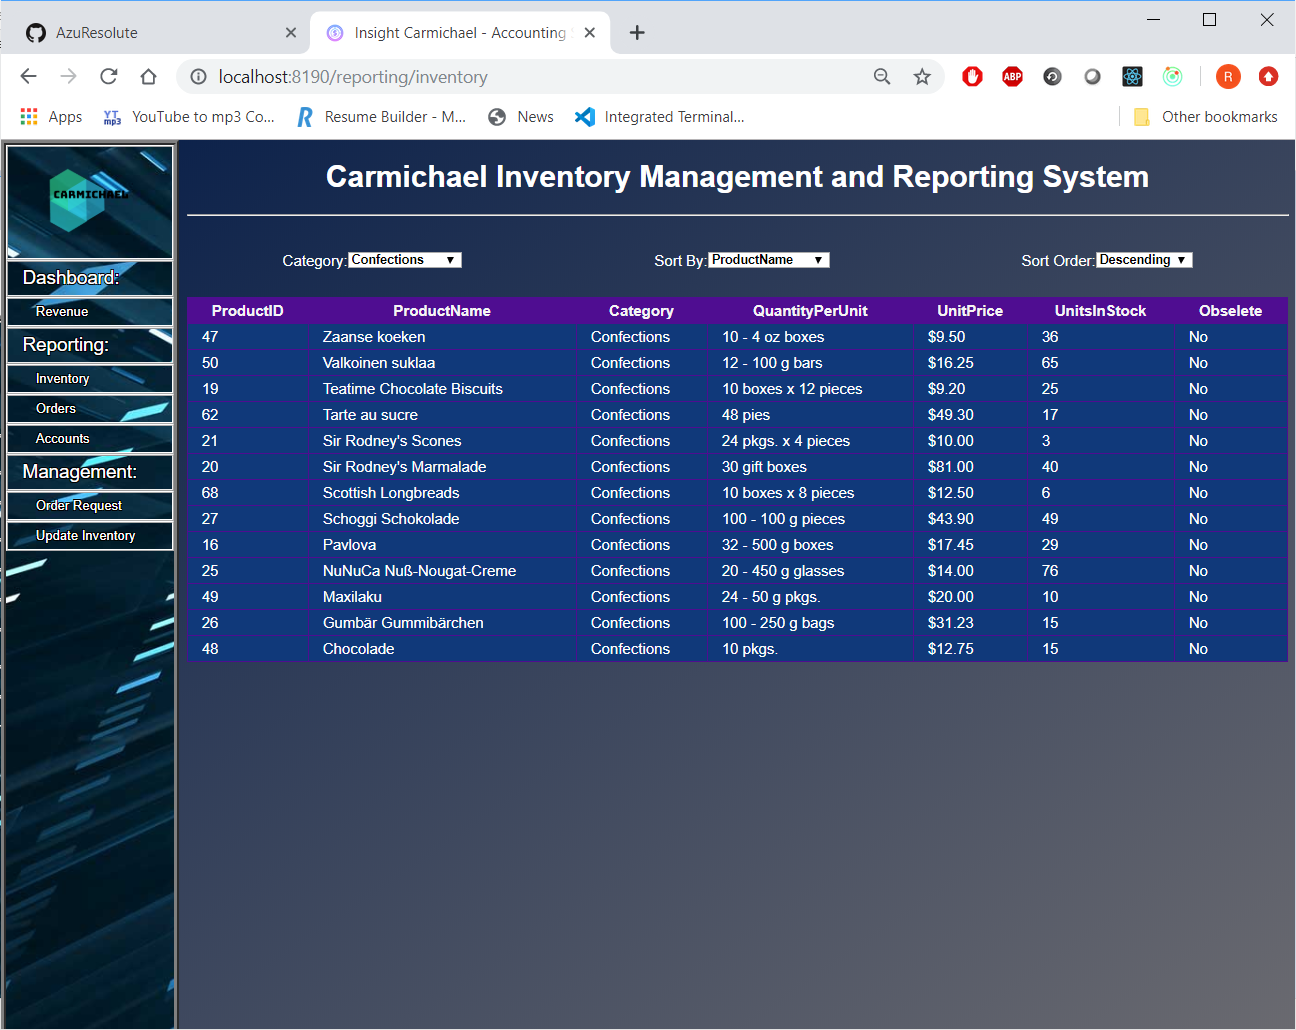 AzuResolute
Insight Carmichael - Accounting
localhost:8190/reporting/inventory
ABP
R
Apps
YT mp3
YouTube to mp3 Co...
R
Resume Builder - M...
News
Integrated Terminal...
Other bookmarks
CARMICHAEL
Dashboard:
Revenue
Reporting:
Inventory
Orders
Accounts
Management:
Order Request
Update Inventory
Carmichael Inventory Management and Reporting System
Category: Confections Sort By: ProductName Sort Order: Descending
ProductID ProductName Category QuantityPerUnit UnitPrice UnitsInStock Obselete
47 Zaanse koeken Confections 10 - 4 oz boxes $9.50 36 No
50 Valkoinen suklaa Confections 12 - 100 g bars $16.25 65 No
19 Teatime Chocolate Biscuits Confections 10 boxes x 12 pieces $9.20 25 No
62 Tarte au sucre Confections 48 pies $49.30 17 No
21 Sir Rodney's Scones Confections 24 pkgs. x 4 pieces $10.00 3 No
20 Sir Rodney's Marmalade Confections 30 gift boxes $81.00 40 No
68 Scottish Longbreads Confections 10 boxes x 8 pieces $12.50 6 No
27 Schoggi Schokolade Confections 100 - 100 g pieces $43.90 49 No
16 Pavlova Confections 32 - 500 g boxes $17.45 29 No
25 NuNuCa Nuß-Nougat-Creme Confections 20 - 450 g glasses $14.00 76 No
49 Maxilaku Confections 24 - 50 g pkgs. $20.00 10 No
26 Gumbär Gummibärchen Confections 100 - 250 g bags $31.23 15 No
48 Chocolade Confections 10 pkgs. $12.75 15 No